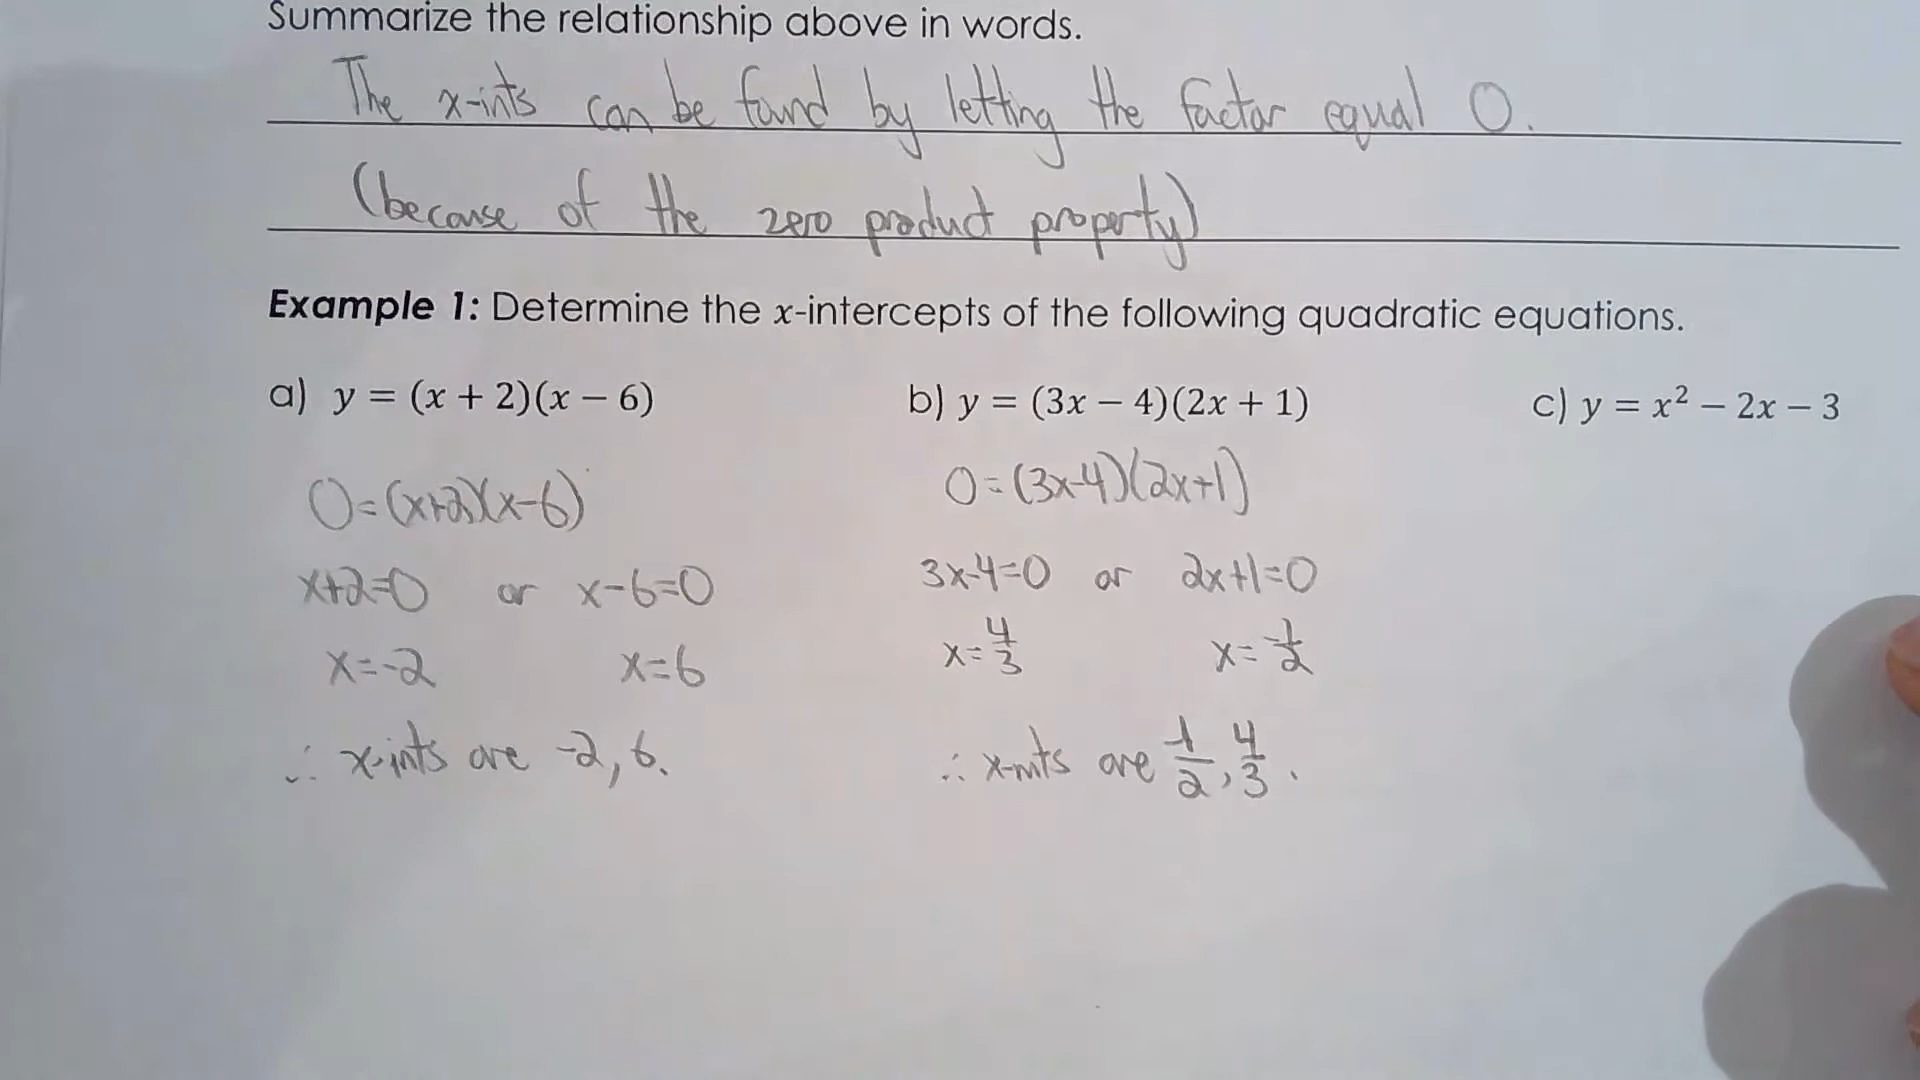 Summarize the relationship above in words.
The x-ints can be found by letting the factor equal 0.
(because of the zero product property)
Example 1: Determine the x-intercepts of the following quadratic equations.
a) y = (x + 2)(x − 6)
0=(x+2)(x-6)
x+2=0 or x-6=0
x=-2 x=6
∴ x-ints are -2, 6.
b) y = (3x − 4)(2x + 1)
0=(3x-4)(2x+1)
3x-4=0 or 2x+1=0
x=4/3 x=-1/2
∴ x-ints are -1/2, 4/3.
c) y = x² − 2x − 3